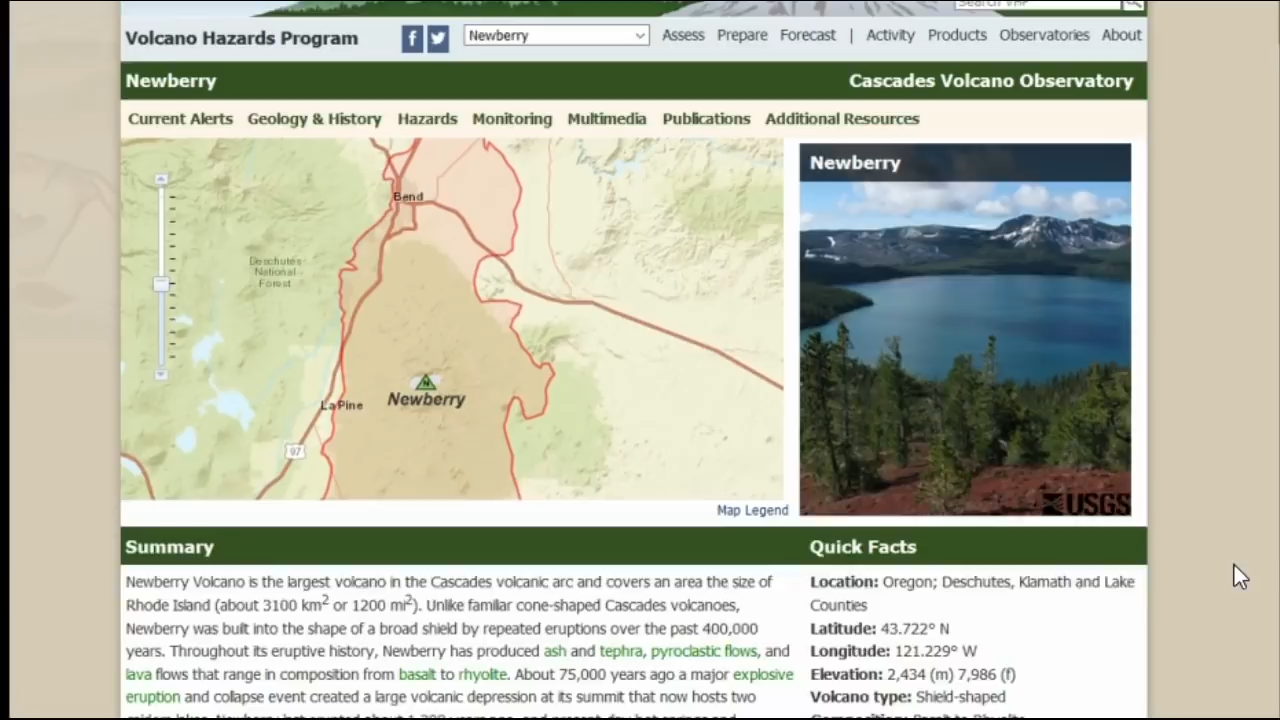 Search VHP
Volcano Hazards Program
f
Newberry
Assess Prepare Forecast | Activity Products Observatories About
Newberry
Cascades Volcano Observatory
Current Alerts Geology & History Hazards Monitoring Multimedia Publications Additional Resources
Bend
Deschutes
National
Forest
N
Newberry
La Pine
97
Map Legend
Newberry
USGS
Summary
Newberry Volcano is the largest volcano in the Cascades volcanic arc and covers an area the size of
Rhode Island (about 3100 km2 or 1200 mi2). Unlike familar cone-shaped Cascades volcanoes,
Newberry was built into the shape of a broad shield by repeated eruptions over the past 400,000
years. Throughout its eruptive history, Newberry has produced ash and tephra, pyroclastic flows, and
lava flows that range in composition from basalt to rhyolite. About 75,000 years ago a major explosive
eruption and collapse event created a large volcanic depression at its summit that now hosts two
Quick Facts
Location: Oregon; Deschutes, Klamath and Lake
Counties
Latitude: 43.722° N
Longitude: 121.229° W
Elevation: 2,434 (m) 7,986 (f)
Volcano type: Shield-shaped